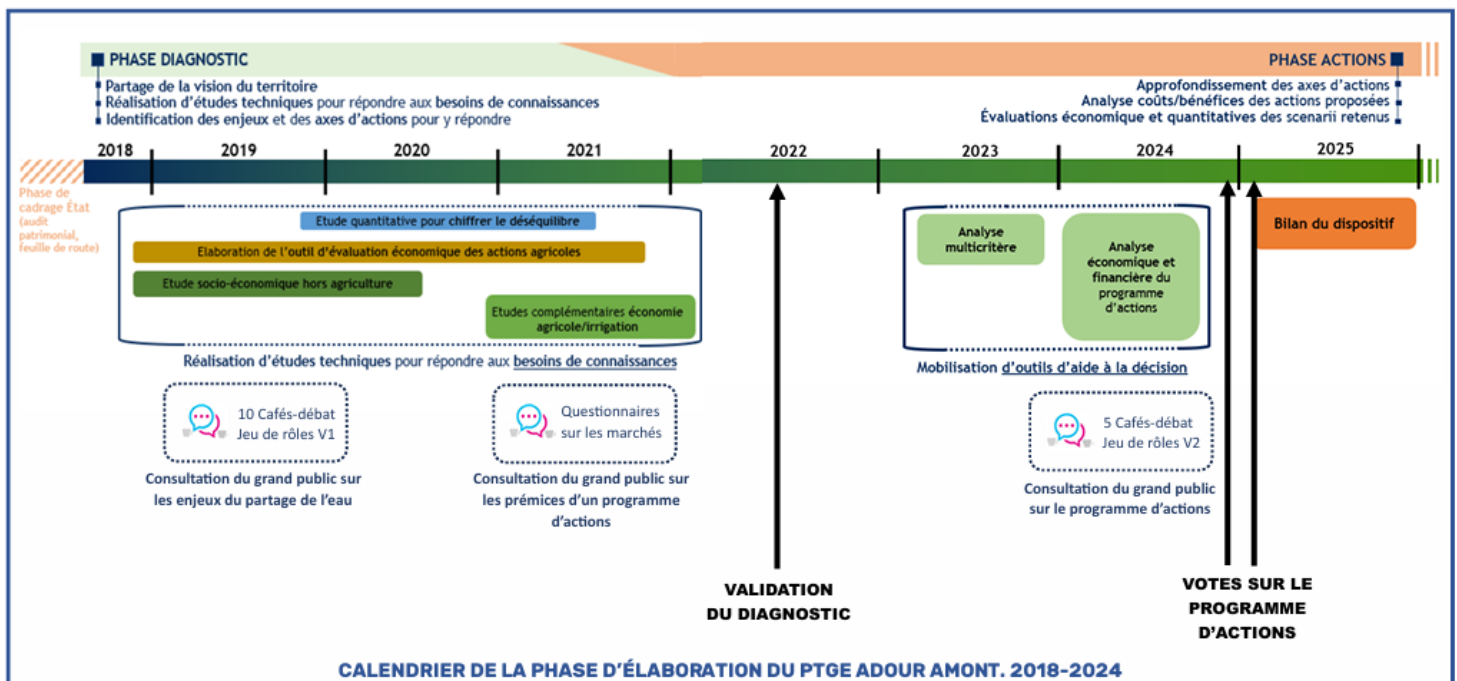 PHASE DIAGNOSTIC
Partage de la vision du territoire
Réalisation d'études techniques pour répondre aux besoins de connaissances
Identification des enjeux et des axes d'actions pour y répondre
PHASE ACTIONS
Approfondissement des axes d'actions
Analyse coûts/bénéfices des actions proposées
Évaluations économique et quantitatives des scenarii retenus
2018 2019 2020 2021 2022 2023 2024 2025
Phase de
cadrage État
(audit
patrimonial,
feuille de route)
Etude quantitative pour chiffrer le déséquilibre
Elaboration de l'outil d'évaluation économique des actions agricoles
Etude socio-économique hors agriculture
Etudes complémentaires économie
agricole/irrigation
Réalisation d'études techniques pour répondre aux besoins de connaissances
Analyse
multicritère
Analyse
économique et
financière du
programme
d'actions
Mobilisation d'outils d'aide à la décision
Bilan du dispositif
10 Cafés-débat
Jeu de rôles V1
Consultation du grand public sur
les enjeux du partage de l'eau
Questionnaires
sur les marchés
Consultation du grand public sur
les prémices d'un programme
d'actions
5 Cafés-débat
Jeu de rôles V2
Consultation du grand public
sur le programme d'actions
VALIDATION
DU DIAGNOSTIC
VOTES SUR LE
PROGRAMME
D'ACTIONS
CALENDRIER DE LA PHASE D'ÉLABORATION DU PTGE ADOUR AMONT. 2018-2024